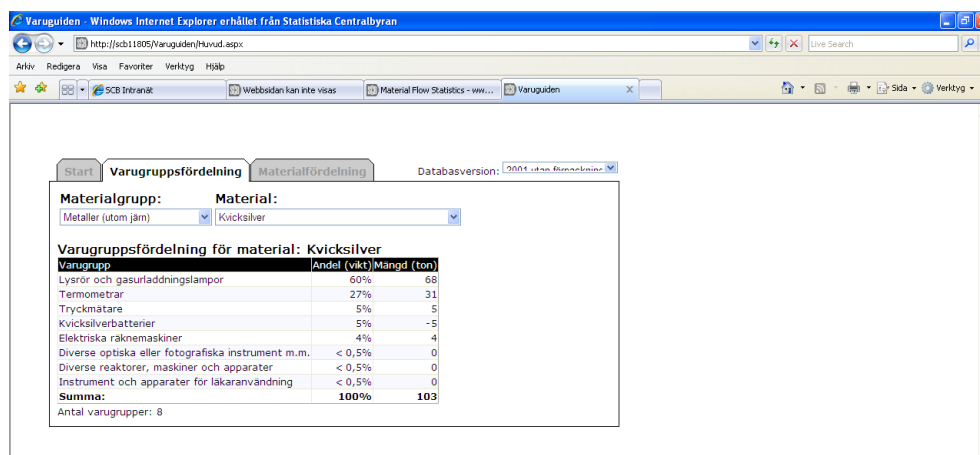 Varuguiden - Windows Internet Explorer erhållet från Statistiska Centralbyran
http://scb11805/Varuguiden/Huvud.aspx
Live Search
Arkiv Redigera Visa Favoriter Verktyg Hjälp
SCB Intranät Webbsidan kan inte visas Material Flow Statistics - ww... Varuguiden Sida Verktyg
Start Varugruppsfördelning Materialfördelning Databasversion: 2001 utan förpackning
Materialgrupp: Material:
Metaller (utom järn) Kvicksilver
Varugruppsfördelning för material: Kvicksilver
Varugrupp Andel (vikt) Mängd (ton)
Lysrör och gasurladdningslampor 60% 68
Termometrar 27% 31
Tryckmätare 5% 5
Kvicksilverbatterier 5% -5
Elektriska räknemaskiner 4% 4
Diverse optiska eller fotografiska instrument m.m. < 0,5% 0
Diverse reaktorer, maskiner och apparater < 0,5% 0
Instrument och apparater för läkaranvändning < 0,5% 0
Summa: 100% 103
Antal varugrupper: 8